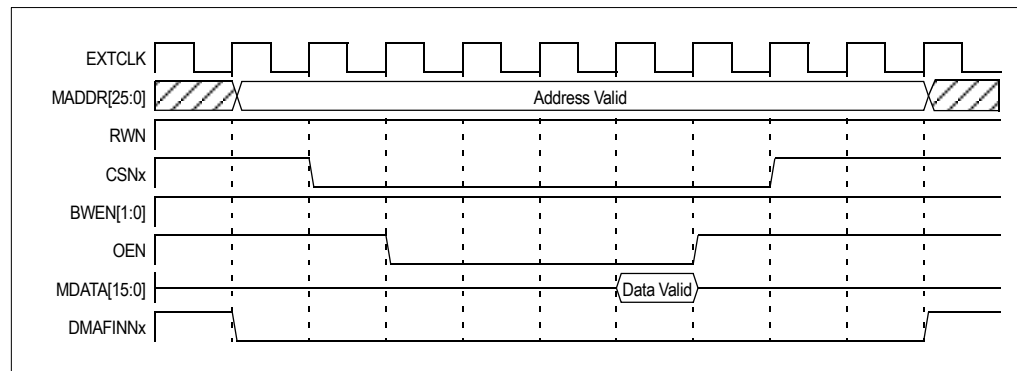 EXTCLK
MADDR[25:0]
Address Valid
RWN
CSNx
BWEN[1:0]
OEN
MDATA[15:0]
Data Valid
DMAFINNx